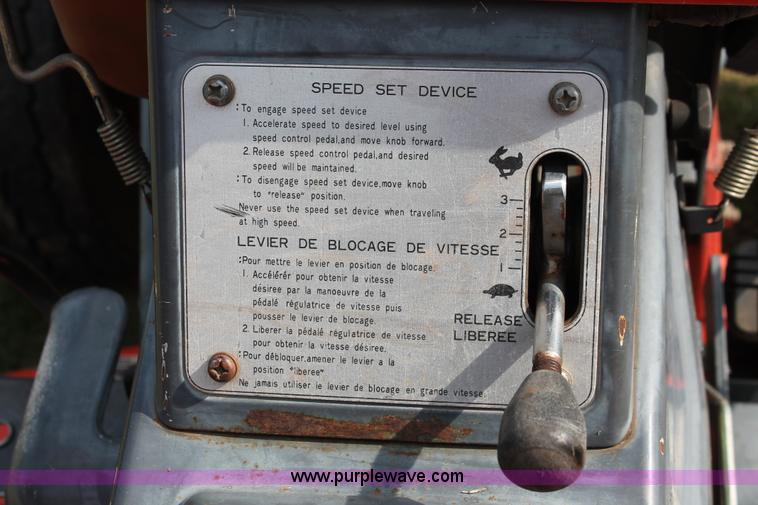 SPEED SET DEVICE
:To engage speed set device
1. Accelerate speed to desired level using
speed control pedal,and move knob forward.
2. Release speed control pedal,and desired
speed will be maintained.
:To disengage speed set device,move knob
to "release" position.
Never use the speed set device when traveling
at high speed.
3
2
1
LEVIER DE BLOCAGE DE VITESSE
:Pour mettre le levier en position de blocage.
1. Accélérér pour obtenir la vitesse
désiree par la manoeuvre de la
pédalé régulatrice de vitesse puis
pousser le levier de blocage.
2. Liberer la pédalé régulatrice de vitesse
pour obtenir la vitesse désiree.
:Pour débloquer,amener le levier a la
position "liberee"
Ne jamais utiliser le levier de blocage en grande vitesse.
RELEASE
LIBEREE
www.purplewave.com